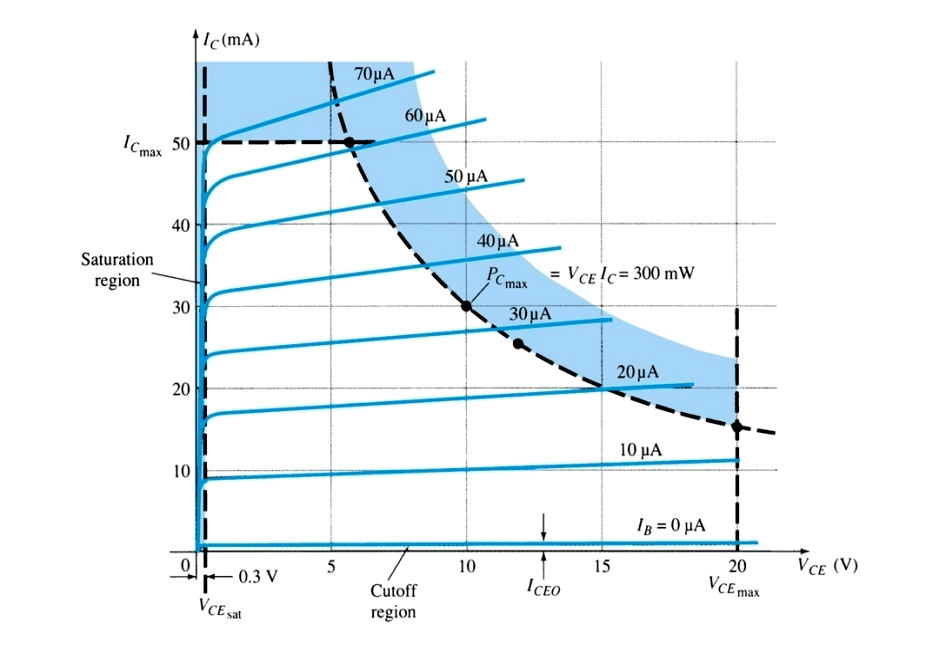 I_C (mA)
70 μA
60 μA
I_Cmax 50
50 μA
40
40 μA
Saturation
region
P_Cmax = V_CE I_C = 300 mW
30
30 μA
20
20 μA
10 μA
10
I_B = 0 μA
0 5 10 15 20 V_CE (V)
0.3 V
Cutoff
region
I_CEO
V_CEmax
V_CEsat